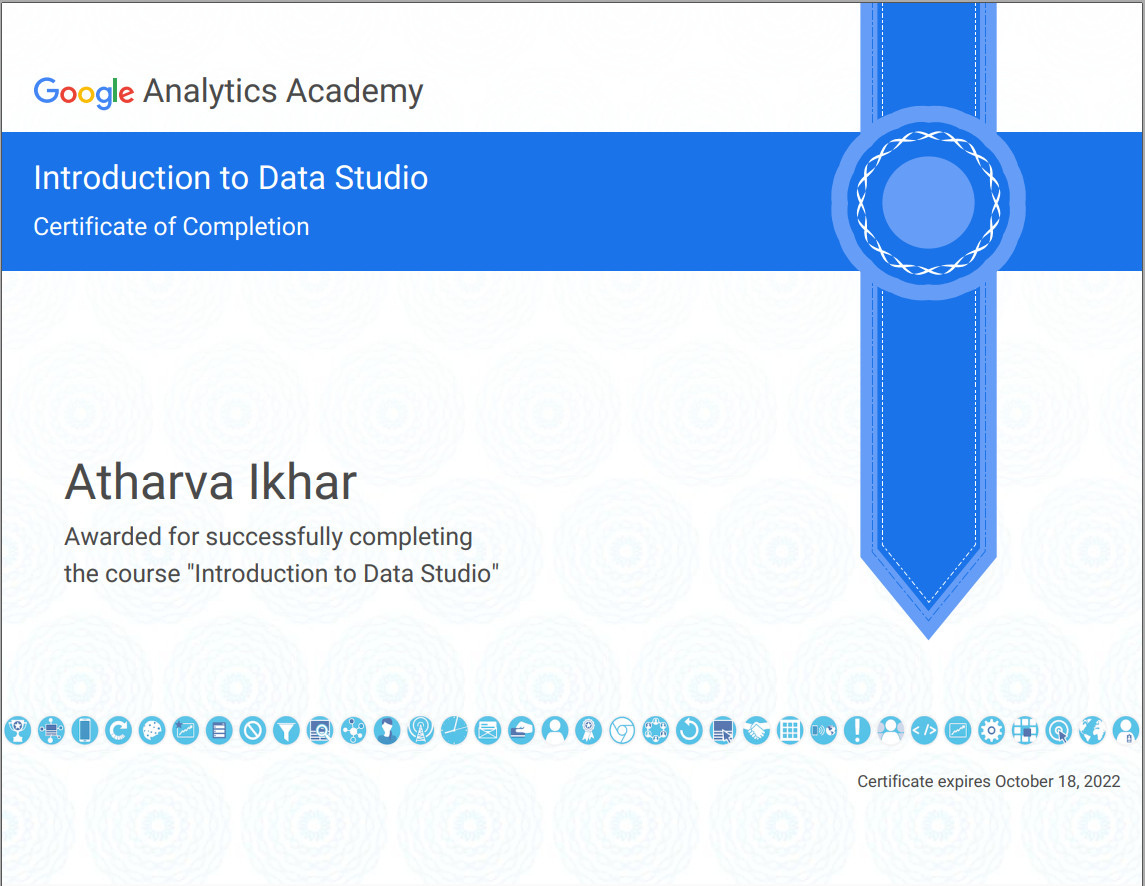 Google Analytics Academy
Introduction to Data Studio
Certificate of Completion
Atharva Ikhar
Awarded for successfully completing
the course "Introduction to Data Studio"
Certificate expires October 18, 2022